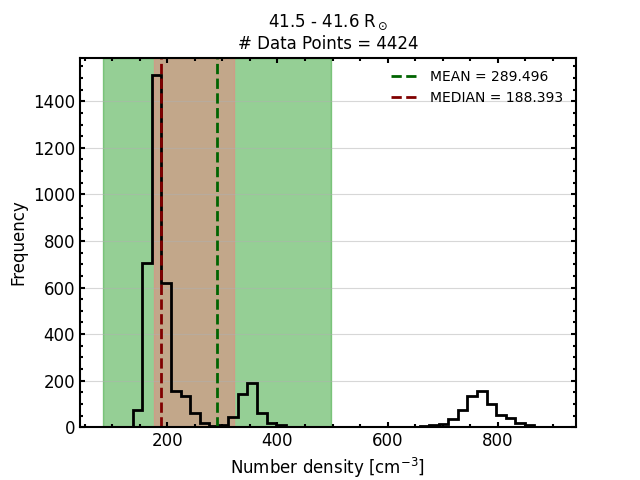 41.5 - 41.6 R⊙
# Data Points = 4424
MEAN = 289.496
MEDIAN = 188.393
Frequency
1400
1200
1000
800
600
400
200
0
200 400 600 800
Number density [cm⁻³]